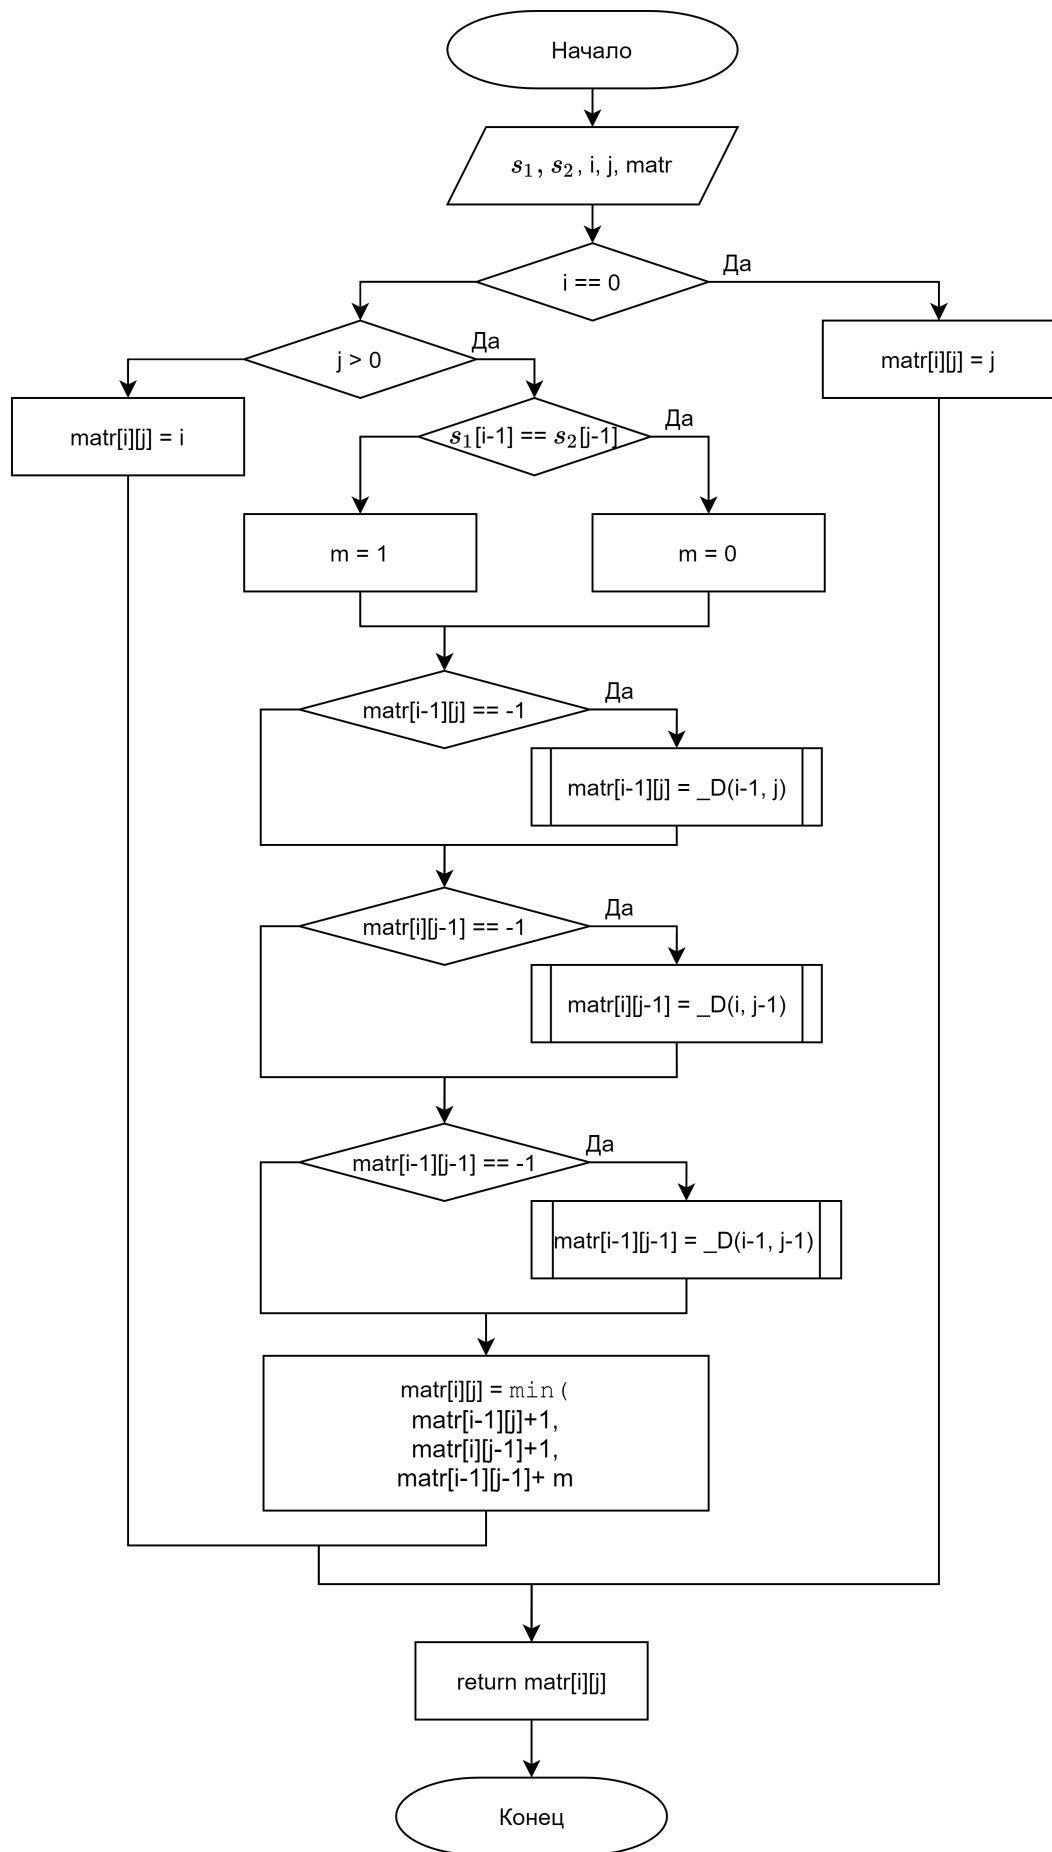 Начало
s₁, s₂, i, j, matr
i == 0
Да
j > 0
Да
matr[i][j] = j
matr[i][j] = i
s₁[i-1] == s₂[j-1]
Да
m = 1
m = 0
matr[i-1][j] == -1
Да
matr[i-1][j] = _D(i-1, j)
matr[i][j-1] == -1
Да
matr[i][j-1] = _D(i, j-1)
matr[i-1][j-1] == -1
Да
matr[i-1][j-1] = _D(i-1, j-1)
matr[i][j] = min(
matr[i-1][j]+1,
matr[i][j-1]+1,
matr[i-1][j-1]+ m
return matr[i][j]
Конец